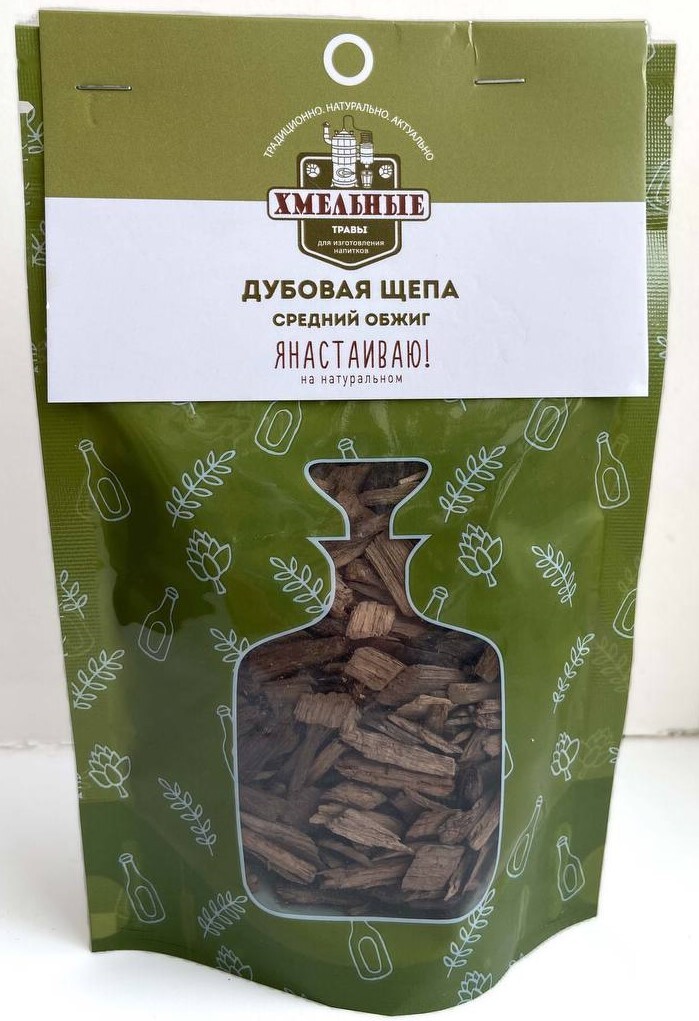 ТРАДИЦИОННО. НАТУРАЛЬНО. АКТУАЛЬНО
ХМЕЛЬНЫЕ
ТРАВЫ
для изготовления
напитков
ДУБОВАЯ ЩЕПА
СРЕДНИЙ ОБЖИГ
ЯНАСТАИВАЮ!
на натуральном